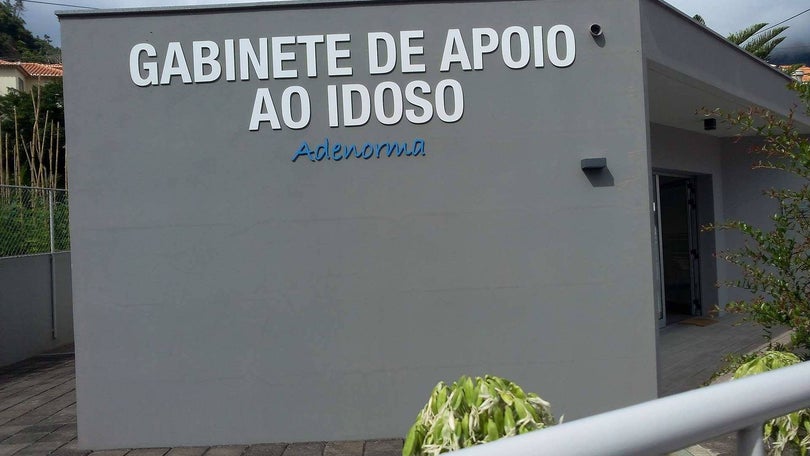 GABINETE DE APOIO
AO IDOSO
Adenorma